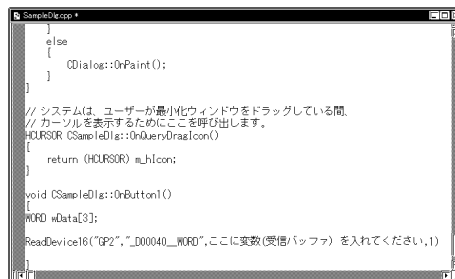 SampleDlg.cpp *
}
else
{
CDialog::OnPaint();
}
}
// システムは、ユーザーが最小化ウィンドウをドラッグしている間、
// カーソルを表示するためにここを呼び出します。
HCURSOR CSampleDlg::OnQueryDragIcon()
{
return (HCURSOR) m_hIcon;
}
void CSampleDlg::OnButton1()
{
WORD wData[3];
ReadDevice16("GP2","_D00040__WORD",ここに変数(受信バッファ) を入れてください,1)
}